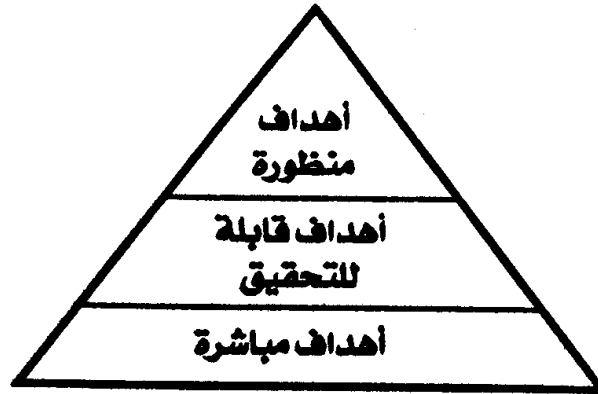 أهداف
منظورة
أهداف قابلة
للتحقيق
أهداف مباشرة